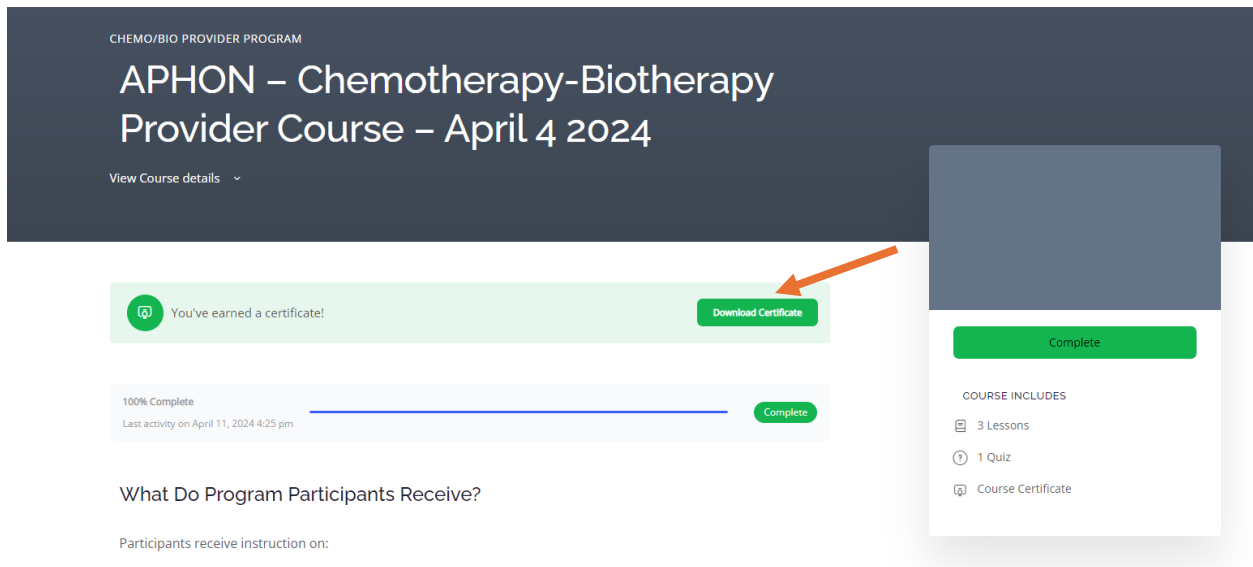 CHEMO/BIO PROVIDER PROGRAM
APHON – Chemotherapy-Biotherapy
Provider Course – April 4 2024
View Course details
You've earned a certificate!
Download Certificate
100% Complete
Last activity on April 11, 2024 4:25 pm
Complete
What Do Program Participants Receive?
Participants receive instruction on:
Complete
COURSE INCLUDES
3 Lessons
1 Quiz
Course Certificate